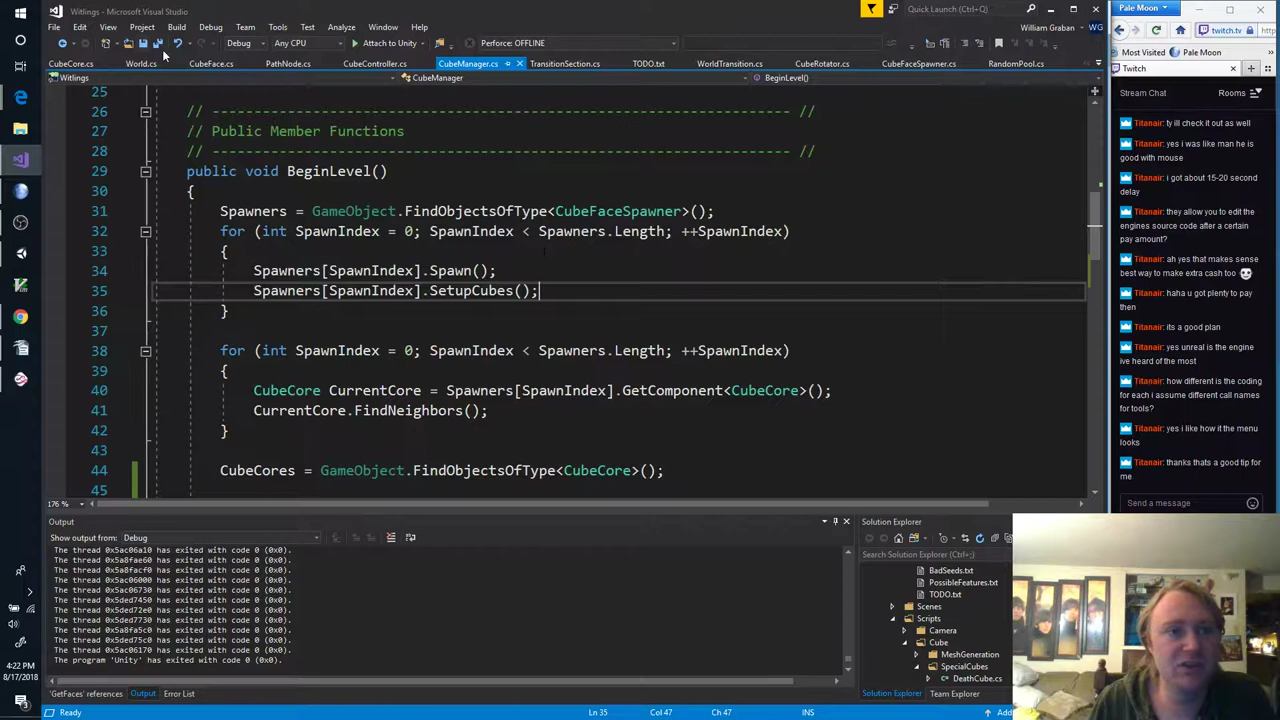 Witlings - Microsoft Visual Studio
Quick Launch (Ctrl+Q)
File Edit View Project Build Debug Team Tools Test Analyze Window Help
William Graban WG
Debug Any CPU Attach to Unity Perforce: OFFLINE
CubeCore.cs World.cs CubeFace.cs PathNode.cs CubeController.cs CubeManager.cs TransitionSection.cs TODO.txt WorldTransition.cs CubeRotator.cs CubeFaceSpawner.cs RandomPool.cs
Witlings CubeManager BeginLevel()
25
26 // --------------------------------------------------------------------- //
27 // Public Member Functions
28 // --------------------------------------------------------------------- //
29 public void BeginLevel()
30 {
31 Spawners = GameObject.FindObjectsOfType<CubeFaceSpawner>();
32 for (int SpawnIndex = 0; SpawnIndex < Spawners.Length; ++SpawnIndex)
33 {
34 Spawners[SpawnIndex].Spawn();
35 Spawners[SpawnIndex].SetupCubes();
36 }
37
38 for (int SpawnIndex = 0; SpawnIndex < Spawners.Length; ++SpawnIndex)
39 {
40 CubeCore CurrentCore = Spawners[SpawnIndex].GetComponent<CubeCore>();
41 CurrentCore.FindNeighbors();
42 }
43
44 CubeCores = GameObject.FindObjectsOfType<CubeCore>();
45
176 %
Output
Show output from: Debug
The thread 0x5ac06a10 has exited with code 0 (0x0).
The thread 0x5a8fae60 has exited with code 0 (0x0).
The thread 0x5a8facf0 has exited with code 0 (0x0).
The thread 0x5ac06000 has exited with code 0 (0x0).
The thread 0x5ac06730 has exited with code 0 (0x0).
The thread 0x5ded7450 has exited with code 0 (0x0).
The thread 0x5ded72e0 has exited with code 0 (0x0).
The thread 0x5ded7730 has exited with code 0 (0x0).
The thread 0x5a8fa5c0 has exited with code 0 (0x0).
The thread 0x5ded75c0 has exited with code 0 (0x0).
The thread 0x5ac06170 has exited with code 0 (0x0).
The program 'Unity' has exited with code 0 (0x0).
'GetFaces' references Output Error List
Solution Explorer
Search Solution Explorer (Ctrl+;)
BadSeeds.txt
PossibleFeatures.txt
TODO.txt
Scenes
Scripts
Camera
Cube
MeshGeneration
SpecialCubes
DeathCube.cs
Solution Explorer Team Explorer
Ready Ln 35 Col 47 Ch 47 INS
4:22 PM
8/17/2018
3
Pale Moon
twitch.tv
Most Visited Pale Moon
Twitch
Stream Chat Rooms
Titanair: ty ill check it out as well
Titanair: yes i was like man he is
good with mouse
Titanair: i got about 15-20 second
delay
Titanair: they allow you to edit the
engines source code after a
certain pay amount?
Titanair: ah yes that makes sense
best way to make extra cash too
Titanair: haha u got plenty to pay
then
Titanair: its a good plan
Titanair: yes unreal is the engine
ive heard of the most
Titanair: how different is the coding
for each i assume different call names
for tools?
Titanair: yes i like how it the menu
looks
Titanair: thanks thats a good tip for
me
Send a message